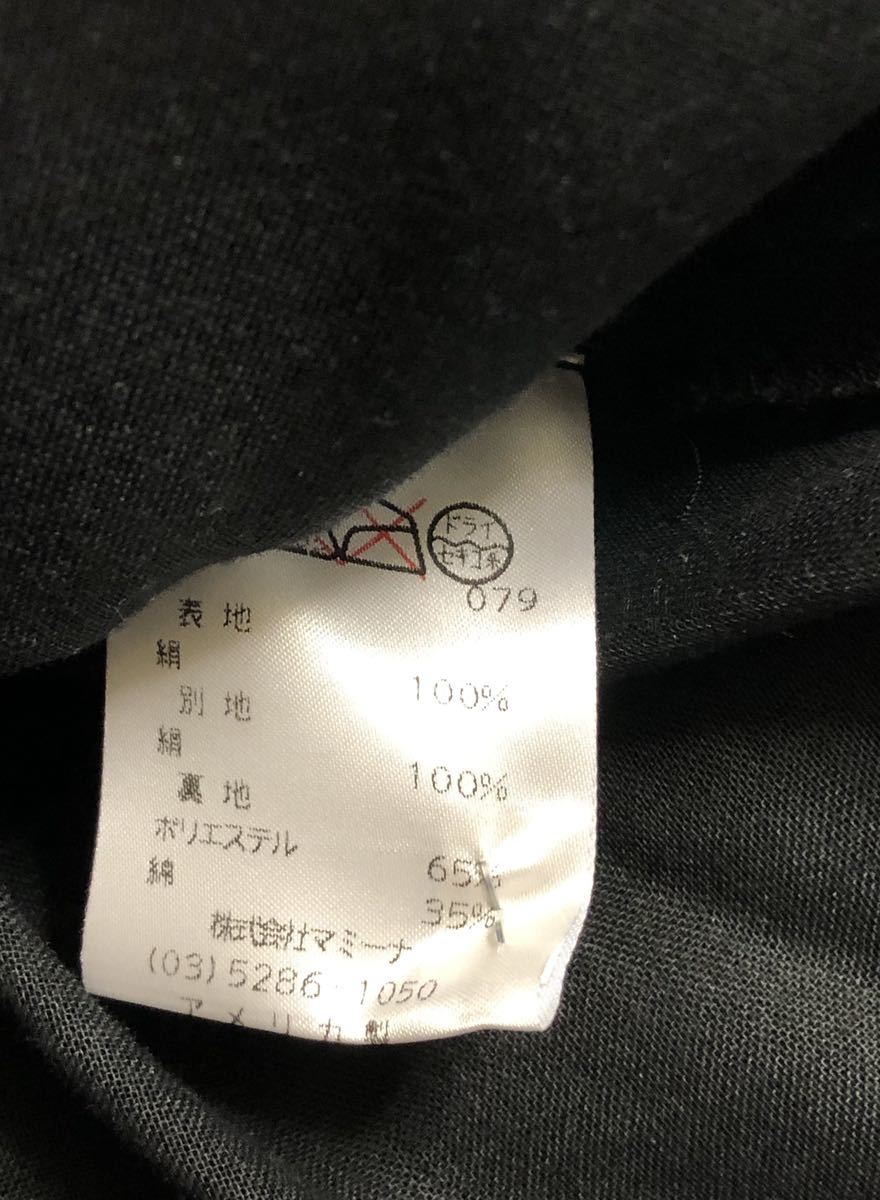 ドライ
セキユ系
079
表地
絹 100%
別地
絹 100%
裏地
ポリエステル 65%
綿 35%
株式会社マミーナ
(03)5286-1050
アメリカ製